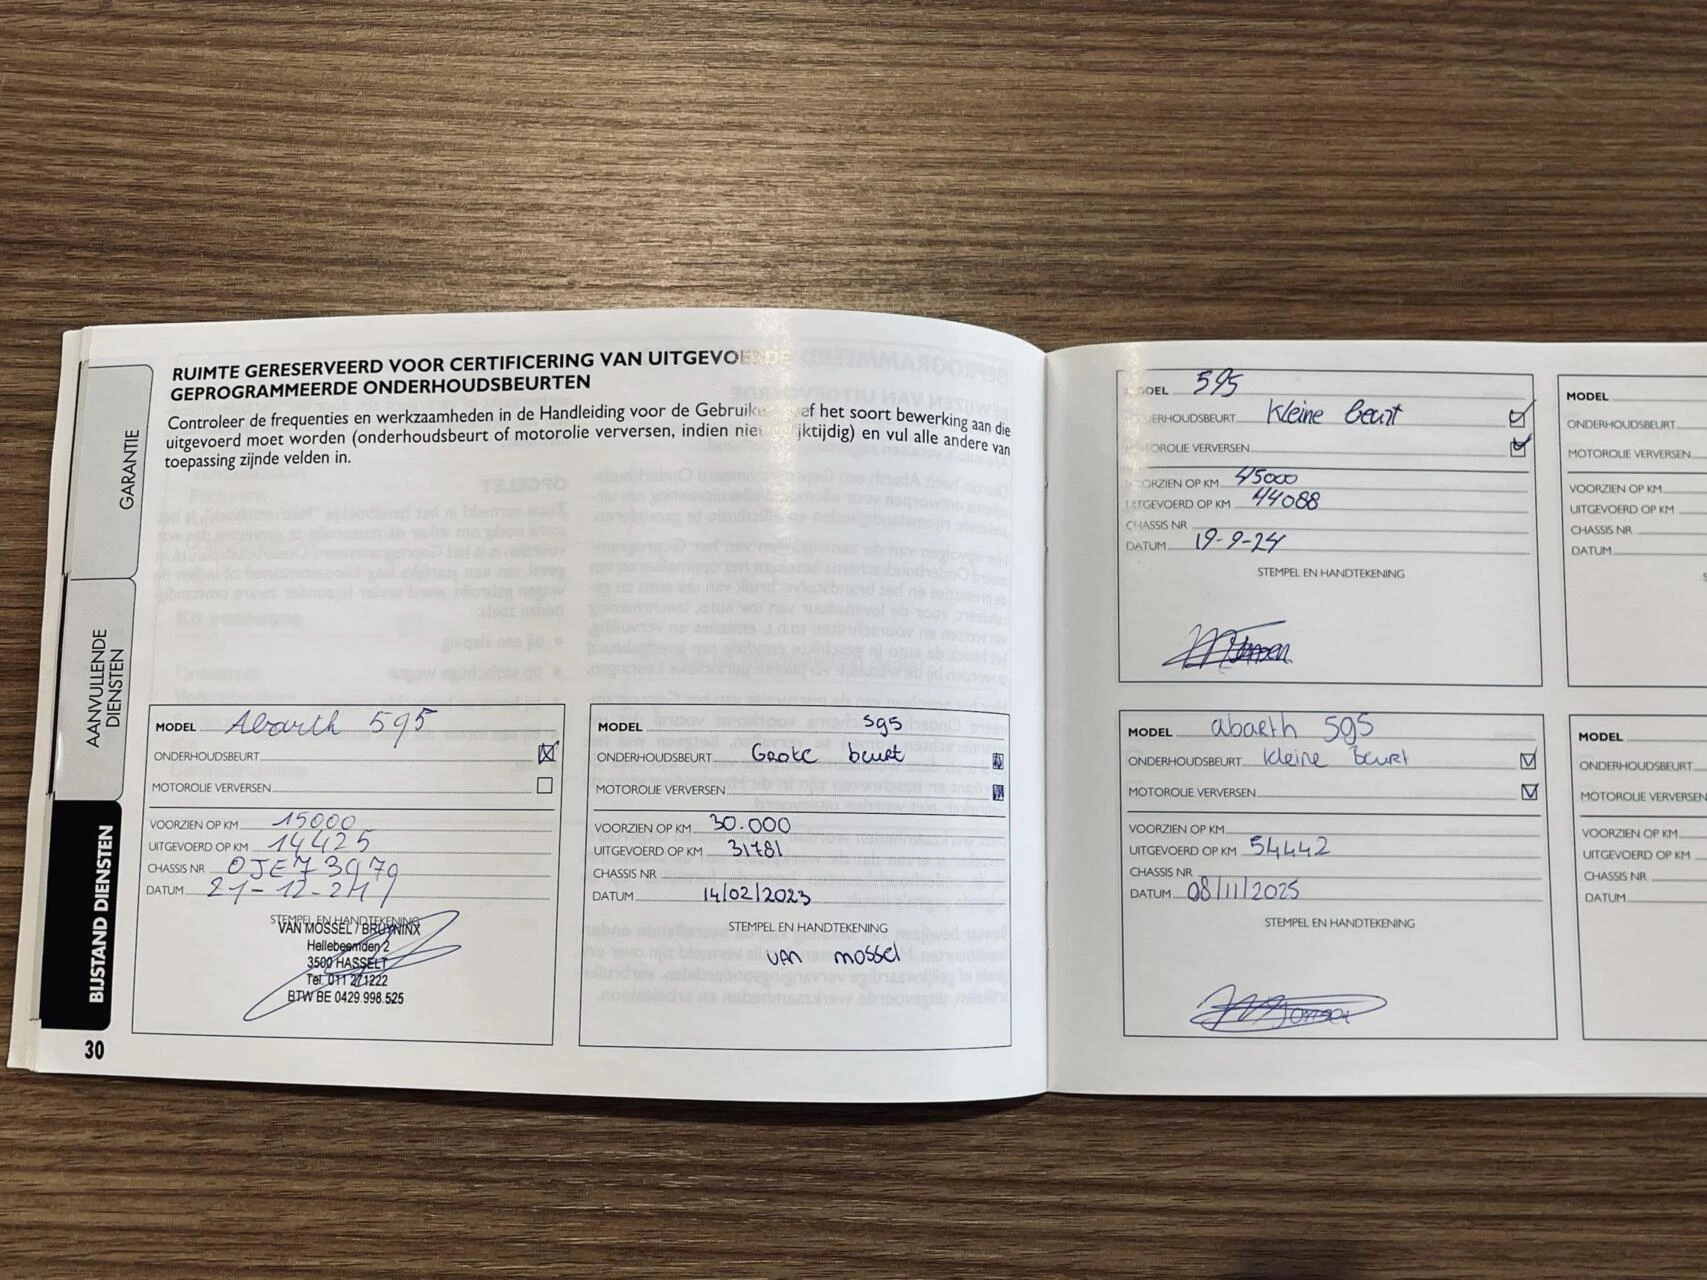 RUIMTE GERESERVEERD VOOR CERTIFICERING VAN UITGEVOERDE
GEPROGRAMMEERDE ONDERHOUDSBEURTEN
Controleer de frequenties en werkzaamheden in de Handleiding voor de Gebruiker, geef het soort bewerking aan die
uitgevoerd moet worden (onderhoudsbeurt of motorolie verversen, indien niet gelijktijdig) en vul alle andere van
toepassing zijnde velden in.
GARANTIE
AANVULLENDE
DIENSTEN
BIJSTAND DIENSTEN
30
MODEL Abarth 595
ONDERHOUDSBEURT
MOTOROLIE VERVERSEN
VOORZIEN OP KM 15000
UITGEVOERD OP KM 14425
CHASSIS NR 0JE73979
DATUM 21-12-21
STEMPEL EN HANDTEKENING
VAN MOSSEL / BRUYNINX
Hellebeemden 2
3500 HASSELT
Tel. 011 271222
BTW BE 0429.998.525
MODEL 595
ONDERHOUDSBEURT Grote beurt
MOTOROLIE VERVERSEN
VOORZIEN OP KM 30.000
UITGEVOERD OP KM 31781
CHASSIS NR
DATUM 14/02/2023
STEMPEL EN HANDTEKENING
VAN MOSSEL
MODEL 595
ONDERHOUDSBEURT Kleine beurt
MOTOROLIE VERVERSEN
VOORZIEN OP KM 45000
UITGEVOERD OP KM 44088
CHASSIS NR
DATUM 19-9-24
STEMPEL EN HANDTEKENING
MODEL abarth 595
ONDERHOUDSBEURT Kleine Beurt
MOTOROLIE VERVERSEN
VOORZIEN OP KM
UITGEVOERD OP KM 54442
CHASSIS NR
DATUM 08/11/2025
STEMPEL EN HANDTEKENING
MODEL
ONDERHOUDSBEURT
MOTOROLIE VERVERSEN
VOORZIEN OP KM
UITGEVOERD OP KM
CHASSIS NR
DATUM
MODEL
ONDERHOUDSBEURT
MOTOROLIE VERVERSEN
VOORZIEN OP KM
UITGEVOERD OP KM
CHASSIS NR
DATUM